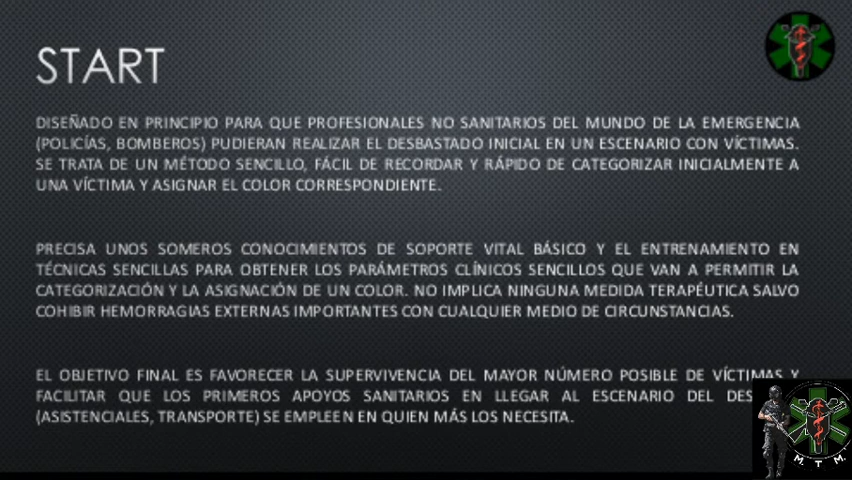 START
DISEÑADO EN PRINCIPIO PARA QUE PROFESIONALES NO SANITARIOS DEL MUNDO DE LA EMERGENCIA
(POLICÍAS, BOMBEROS) PUDIERAN REALIZAR EL DESBASTADO INICIAL EN UN ESCENARIO CON VÍCTIMAS.
SE TRATA DE UN MÉTODO SENCILLO, FÁCIL DE RECORDAR Y RÁPIDO DE CATEGORIZAR INICIALMENTE A
UNA VÍCTIMA Y ASIGNAR EL COLOR CORRESPONDIENTE.
PRECISA UNOS SOMEROS CONOCIMIENTOS DE SOPORTE VITAL BÁSICO Y EL ENTRENAMIENTO EN
TÉCNICAS SENCILLAS PARA OBTENER LOS PARÁMETROS CLÍNICOS SENCILLOS QUE VAN A PERMITIR LA
CATEGORIZACIÓN Y LA ASIGNACIÓN DE UN COLOR. NO IMPLICA NINGUNA MEDIDA TERAPÉUTICA SALVO
COHIBIR HEMORRAGIAS EXTERNAS IMPORTANTES CON CUALQUIER MEDIO DE CIRCUNSTANCIAS.
EL OBJETIVO FINAL ES FAVORECER LA SUPERVIVENCIA DEL MAYOR NÚMERO POSIBLE DE VÍCTIMAS Y
FACILITAR QUE LOS PRIMEROS APOYOS SANITARIOS EN LLEGAR AL ESCENARIO DEL
(ASISTENCIALES, TRANSPORTE) SE EMPLEEN EN QUIEN MÁS LOS NECESITA.
M. T. M.